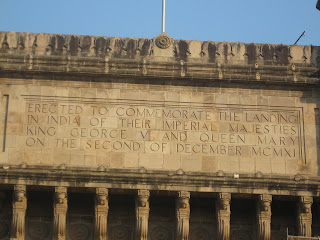 ERECTED TO COMMEMORATE THE LANDING
IN INDIA OF THEIR IMPERIAL MAJESTIES
KING GEORGE V AND QUEEN MARY
ON THE SECOND OF DECEMBER MCMXI